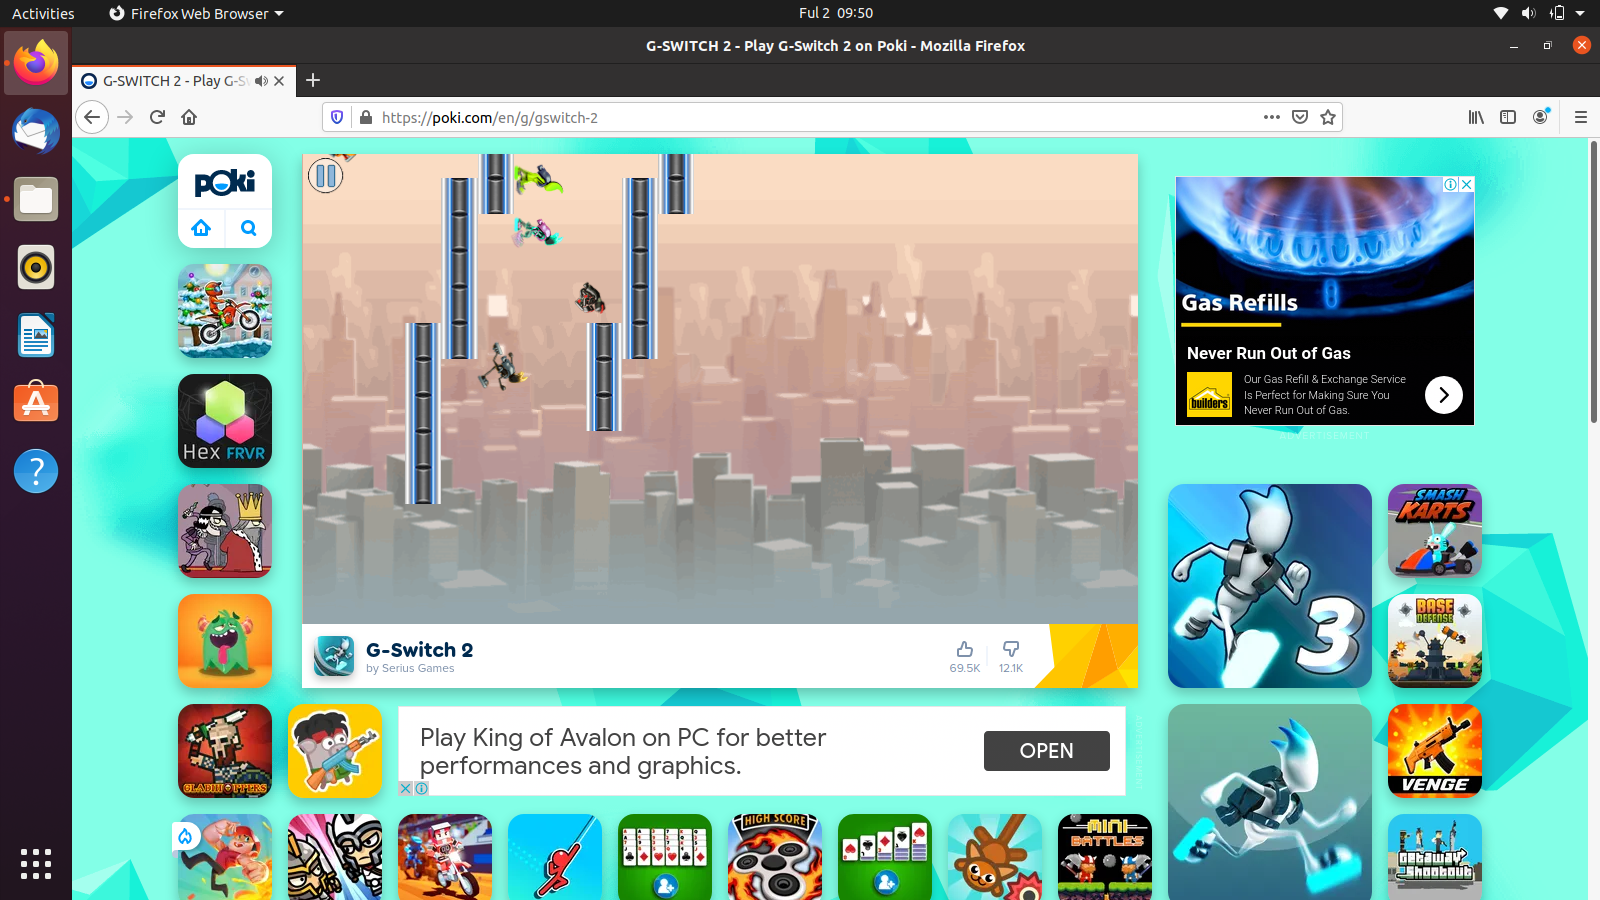 Activities
Firefox Web Browser
Ful 2 09:50
G-SWITCH 2 - Play G-Switch 2 on Poki - Mozilla Firefox
G-SWITCH 2 - Play G-S
https://poki.com/en/g/gswitch-2
poki
Gas Refills
Never Run Out of Gas
Our Gas Refill & Exchange Service
Is Perfect for Making Sure You
Never Run Out of Gas.
builders
ADVERTISEMENT
Hex FRVR
SMASH
KARTS
3
BASE
DEFENSE
G-Switch 2
by Serius Games
69.5K
12.1K
GLADIHOPPERS
Play King of Avalon on PC for better
performances and graphics.
OPEN
ADVERTISEMENT
VENGE
HIGH SCORE
MINI
BATTLES
Getaway
Shootout